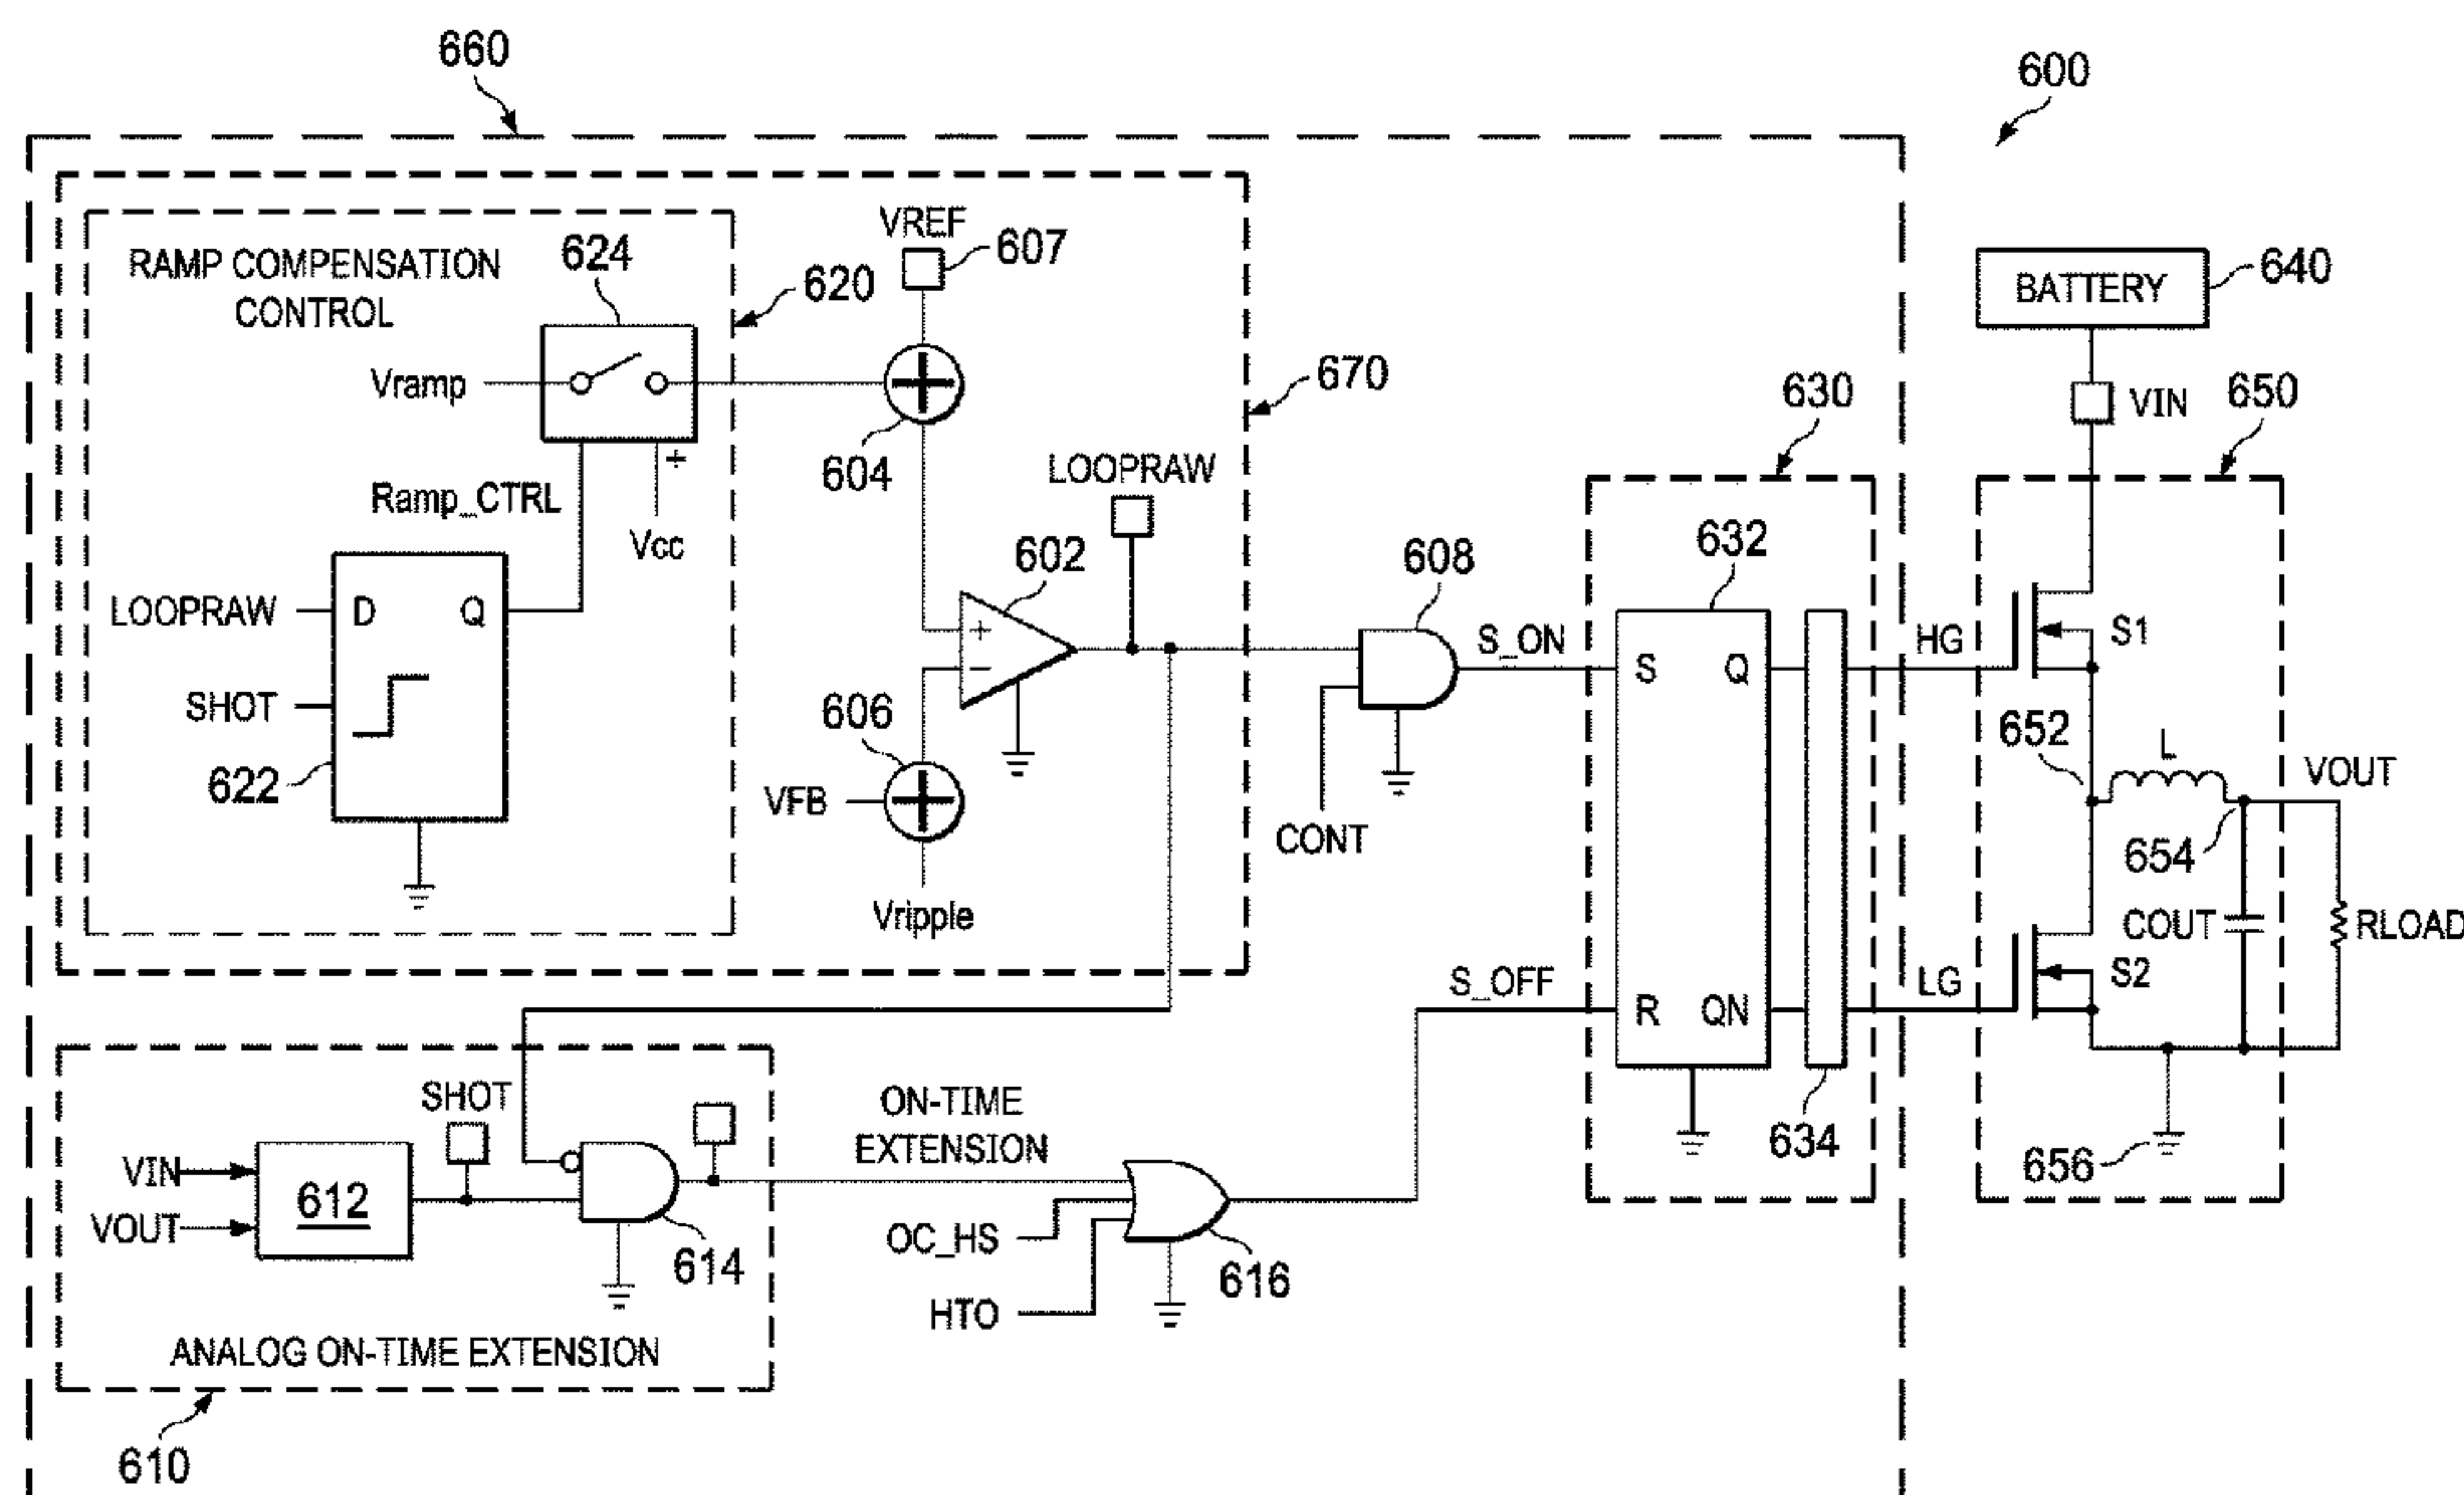 660
600
RAMP COMPENSATION
CONTROL
624
620
VREF
607
BATTERY
640
Vramp
604
670
630
VIN
650
Ramp_CTRL
+
Vcc
LOOPRAW
602
608
632
LOOPRAW
D
Q
+
−
S_ON
S
Q
HG
S1
SHOT
622
606
VFB
Vripple
CONT
652
L
VOUT
654
COUT
RLOAD
S_OFF
R
QN
LG
S2
634
656
SHOT
ON-TIME
EXTENSION
VIN
VOUT
612
614
OC_HS
HTO
616
ANALOG ON-TIME EXTENSION
610